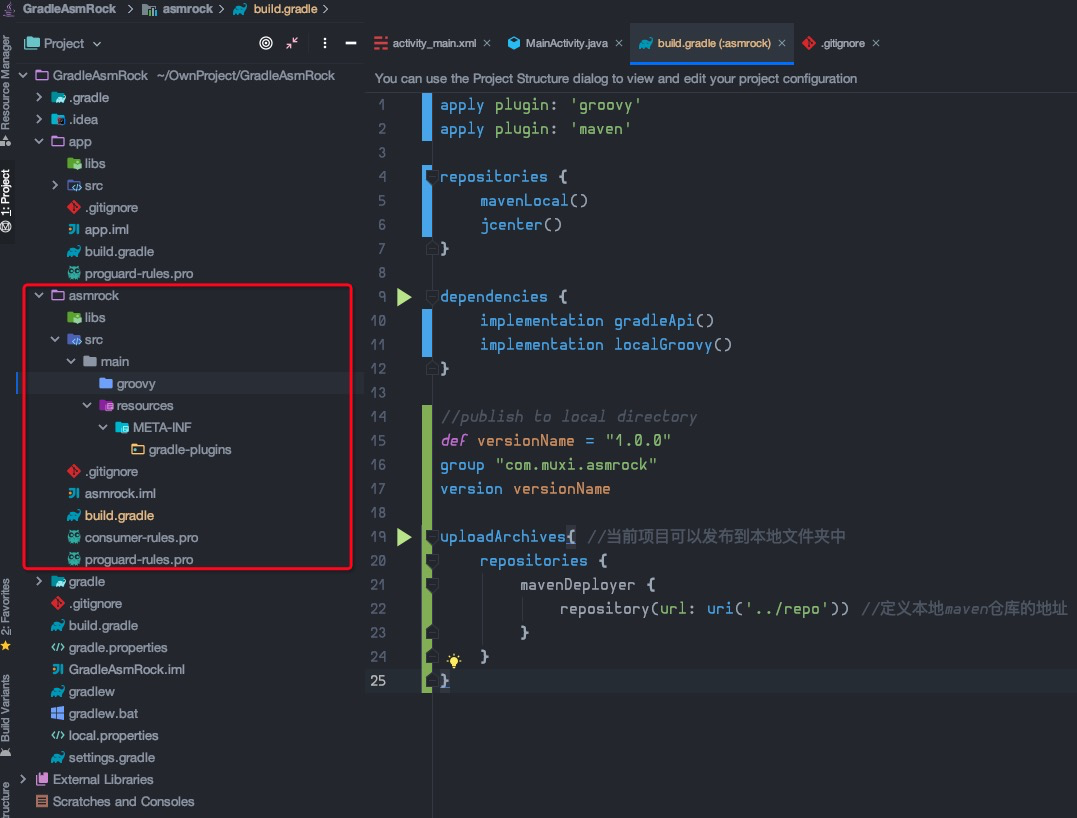 GradleAsmRock > asmrock > build.gradle >
Project
activity_main.xml
MainActivity.java
build.gradle (:asmrock)
.gitignore
You can use the Project Structure dialog to view and edit your project configuration
Resource Manager
1: Project
2: Favorites
Build Variants
ructure
GradleAsmRock ~/OwnProject/GradleAsmRock
.gradle
.idea
app
libs
src
.gitignore
app.iml
build.gradle
proguard-rules.pro
asmrock
libs
src
main
groovy
resources
META-INF
gradle-plugins
.gitignore
asmrock.iml
build.gradle
consumer-rules.pro
proguard-rules.pro
gradle
.gitignore
build.gradle
gradle.properties
GradleAsmRock.iml
gradlew
gradlew.bat
local.properties
settings.gradle
External Libraries
Scratches and Consoles
1 apply plugin: 'groovy'
2 apply plugin: 'maven'
3
4 repositories {
5 mavenLocal()
6 jcenter()
7 }
8
9 dependencies {
10 implementation gradleApi()
11 implementation localGroovy()
12 }
13
14 //publish to local directory
15 def versionName = "1.0.0"
16 group "com.muxi.asmrock"
17 version versionName
18
19 uploadArchives{ //当前项目可以发布到本地文件夹中
20 repositories {
21 mavenDeployer {
22 repository(url: uri('../repo')) //定义本地maven仓库的地址
23 }
24 }
25 }